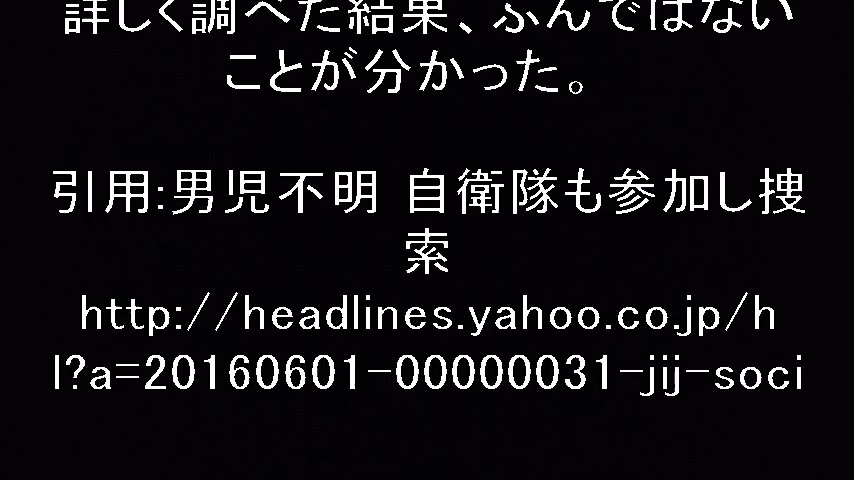 詳しく調べた結果、ふんではない
ことが分かった。
引用:男児不明 自衛隊も参加し捜
索
http://headlines.yahoo.co.jp/h
l?a=20160601-00000031-jij-soci